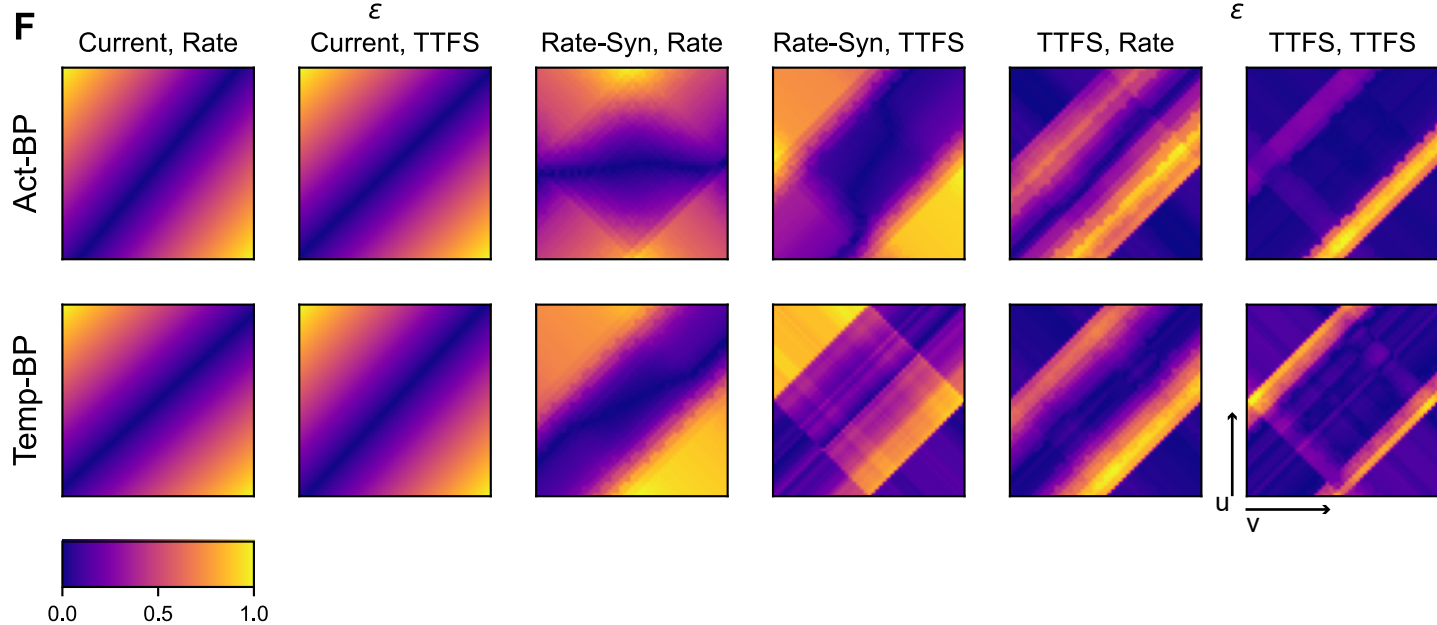 F
ε ε
Current, Rate Current, TTFS Rate-Syn, Rate Rate-Syn, TTFS TTFS, Rate TTFS, TTFS
Act-BP
Temp-BP
u
v
0.0 0.5 1.0